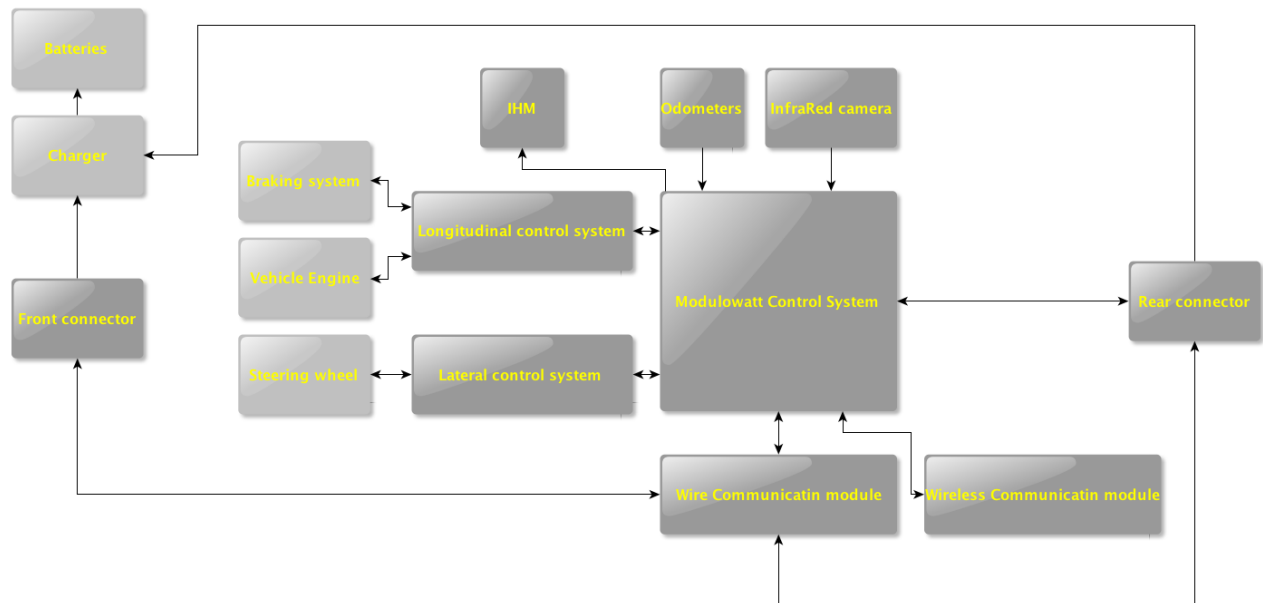 Batteries
IHM
Odometers
InfraRed camera
Charger
Braking system
Longitudinal control system
Vehicle Engine
Modulowatt Control System
Rear connector
Front connector
Steering wheel
Lateral control system
Wire Communicatin module
Wireless Communicatin module